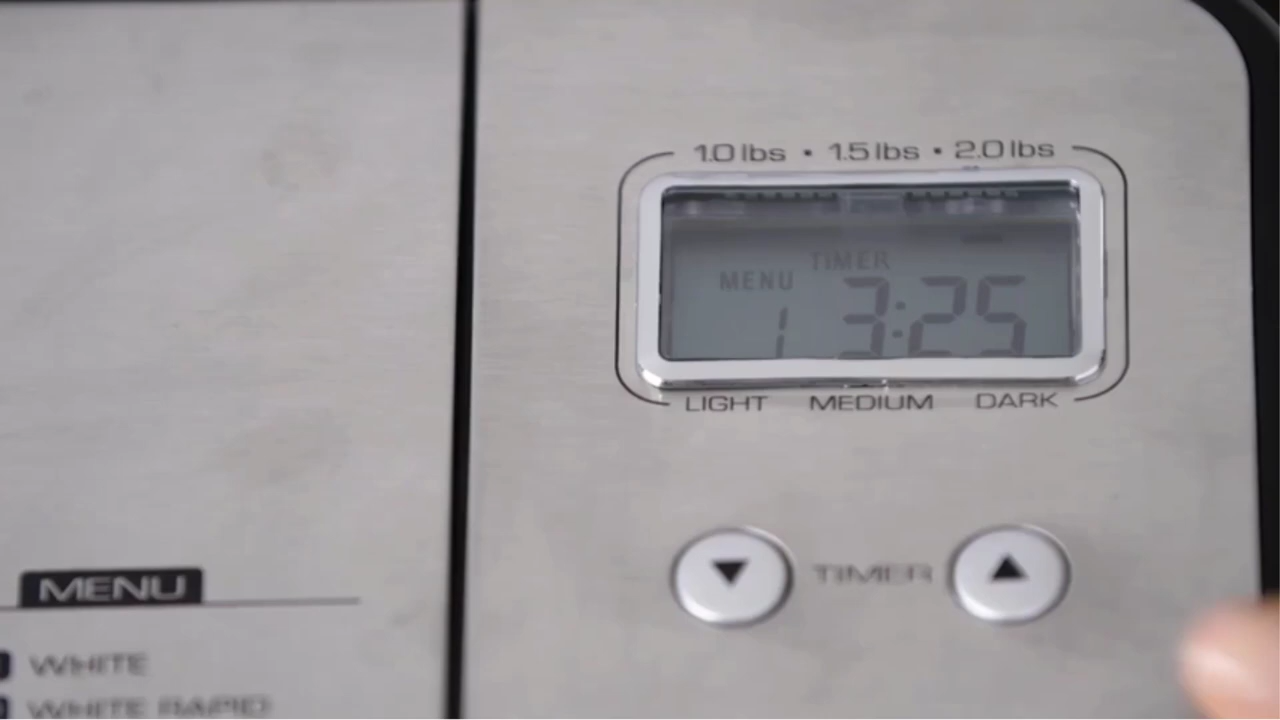 1.0 lbs • 1.5 lbs • 2.0 lbs
TIMER
MENU
1 3:25
LIGHT MEDIUM DARK
▼ TIMER ▲
MENU
WHITE
WHITE RAPID